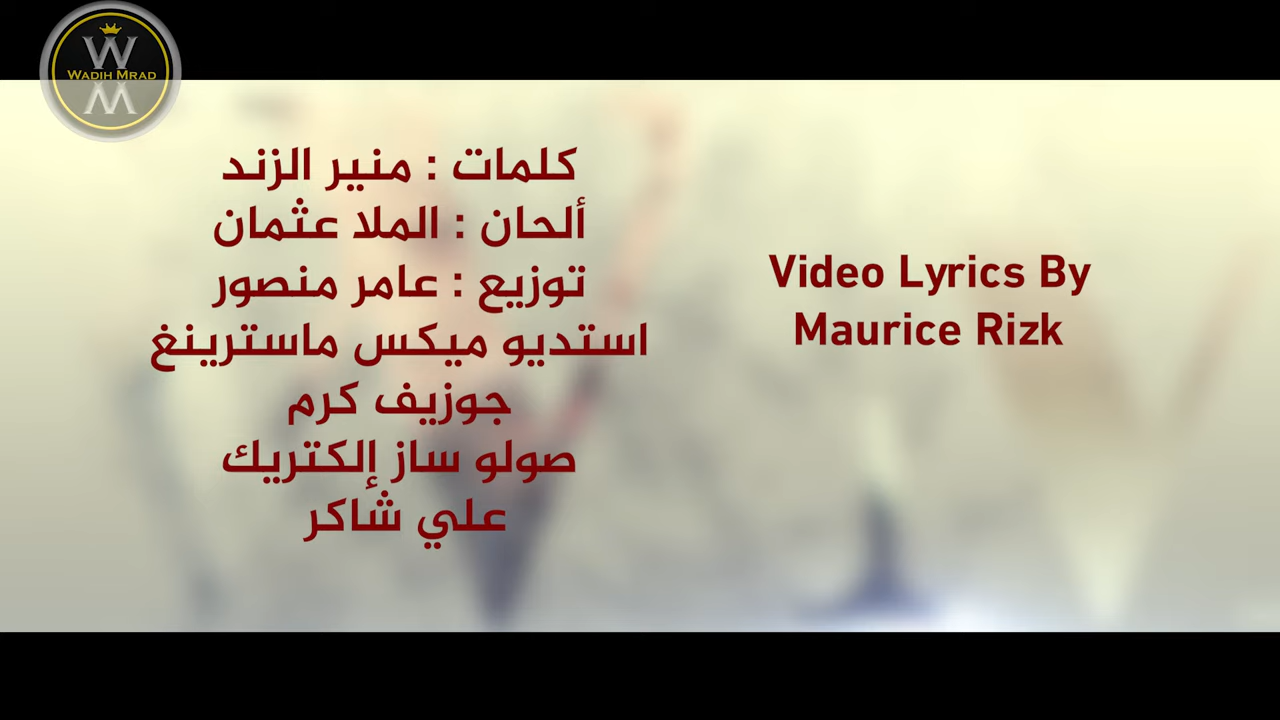 W
WADIH MRAD
M
كلمات : منير الزند
ألحان : الملا عثمان
توزيع : عامر منصور
استديو ميكس ماسترينغ
جوزيف كرم
صولو ساز إلكتريك
علي شاكر
Video Lyrics By
Maurice Rizk